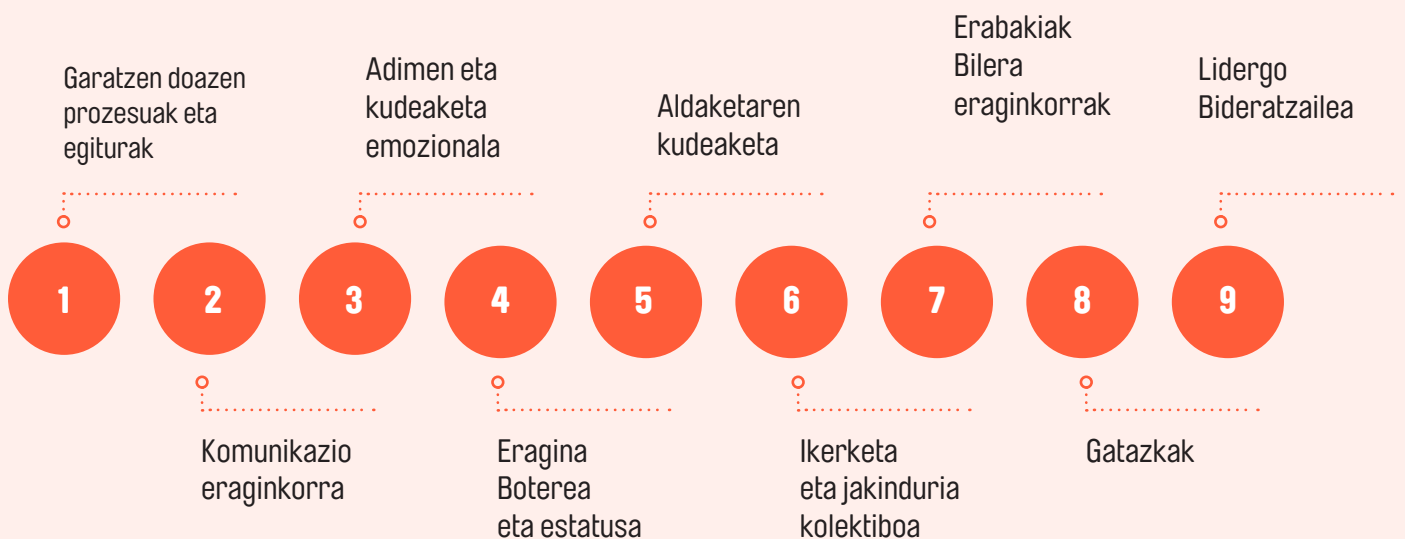 Garatzen doazen
prozesuak eta
egiturak
Adimen eta
kudeaketa
emozionala
Aldaketaren
kudeaketa
Erabakiak
Bilera
eraginkorrak
Lidergo
Bideratzailea
1
2
3
4
5
6
7
8
9
Komunikazio
eraginkorra
Eragina
Boterea
eta estatusa
Ikerketa
eta jakinduria
kolektiboa
Gatazkak